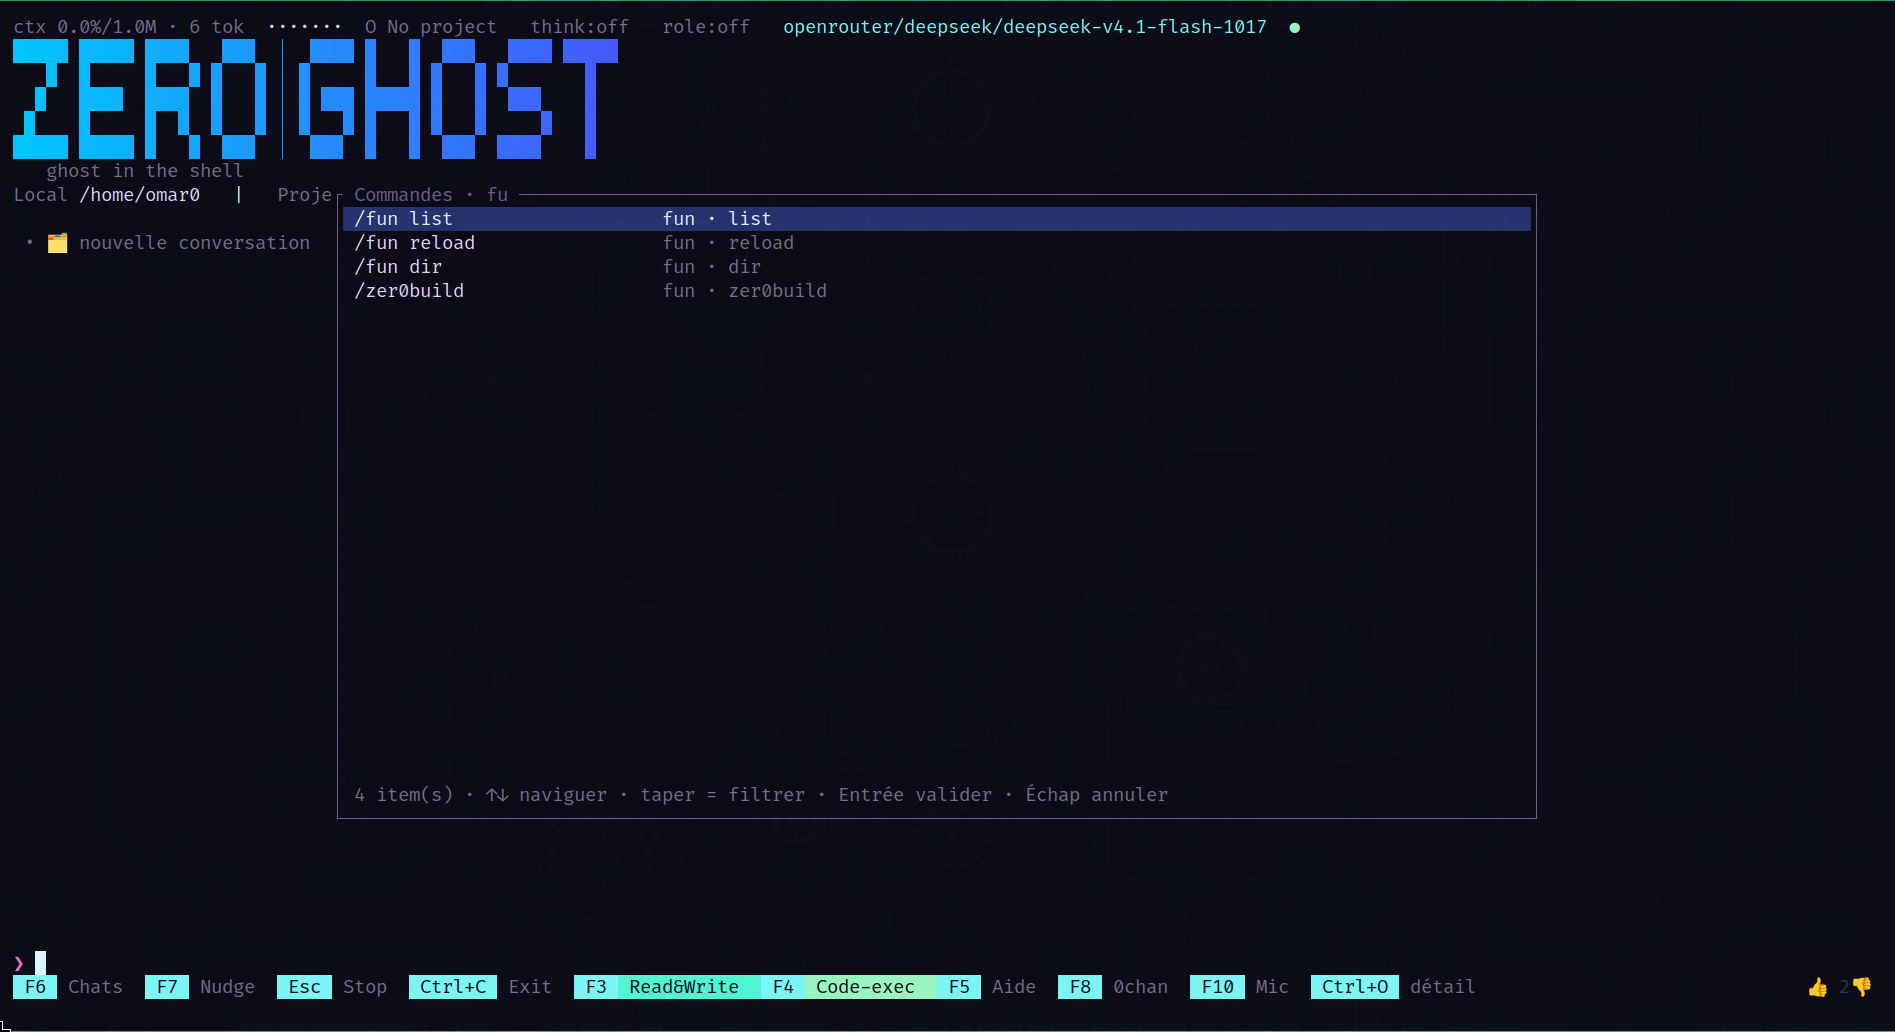 ctx 0.0%/1.0M · 6 tok ······· O No project think:off role:off openrouter/deepseek/deepseek-v4.1-flash-1017 ●
ZERO|GHOST
ghost in the shell
Local /home/omar0 | Proje
Commandes · fu
/fun list fun · list
• 🗂️ nouvelle conversation
/fun reload fun · reload
/fun dir fun · dir
/zer0build fun · zer0build
4 item(s) · ↑↓ naviguer · taper = filtrer · Entrée valider · Échap annuler
❯
F6 Chats F7 Nudge Esc Stop Ctrl+C Exit F3 Read&Write F4 Code-exec F5 Aide F8 0chan F10 Mic Ctrl+O détail 👍 2👎